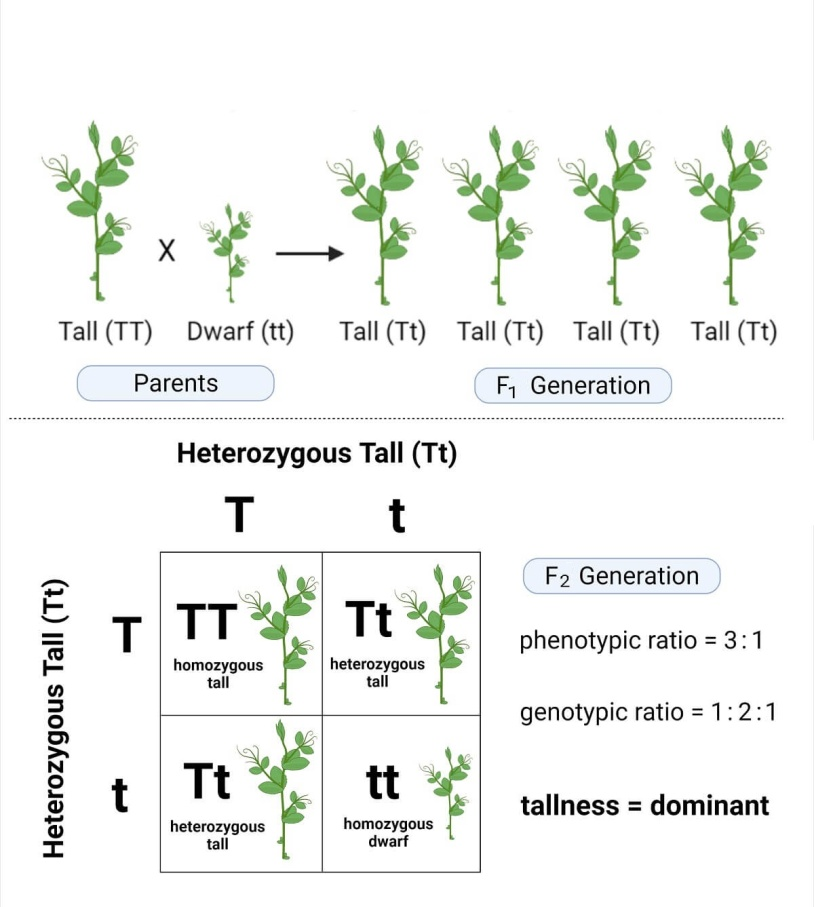 X
Tall (TT) Dwarf (tt) Tall (Tt) Tall (Tt) Tall (Tt) Tall (Tt)
Parents F₁ Generation
Heterozygous Tall (Tt)
T t
Heterozygous Tall (Tt)
T
TT
homozygous
tall
Tt
heterozygous
tall
t
Tt
heterozygous
tall
tt
homozygous
dwarf
F₂ Generation
phenotypic ratio = 3:1
genotypic ratio = 1:2:1
tallness = dominant